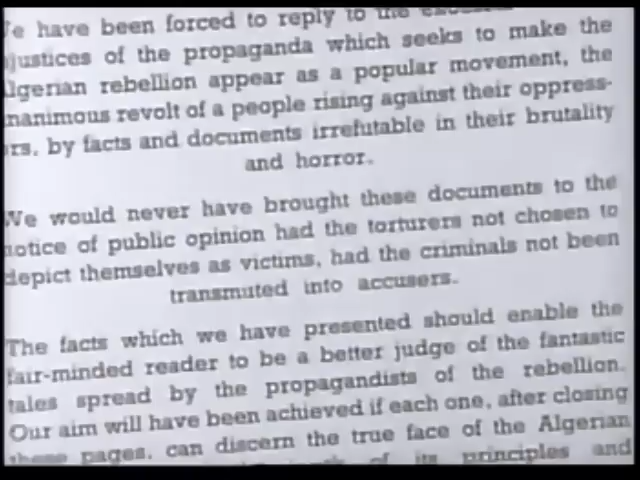 We have been forced to reply to the
justices of the propaganda which seeks to make the
lgerian rebellion appear as a popular movement, the
nanimous revolt of a people rising against their oppress-
rs, by facts and documents irrefutable in their brutality
and horror.
We would never have brought these documents to the
notice of public opinion had the torturers not chosen to
depict themselves as victims, had the criminals not been
transmuted into accusers.
The facts which we have presented should enable the
fair-minded reader to be a better judge of the fantastic
tales spread by the propagandists of the rebellion.
Our aim will have been achieved if each one, after closing
these pages, can discern the true face of the Algerian
of its principles and